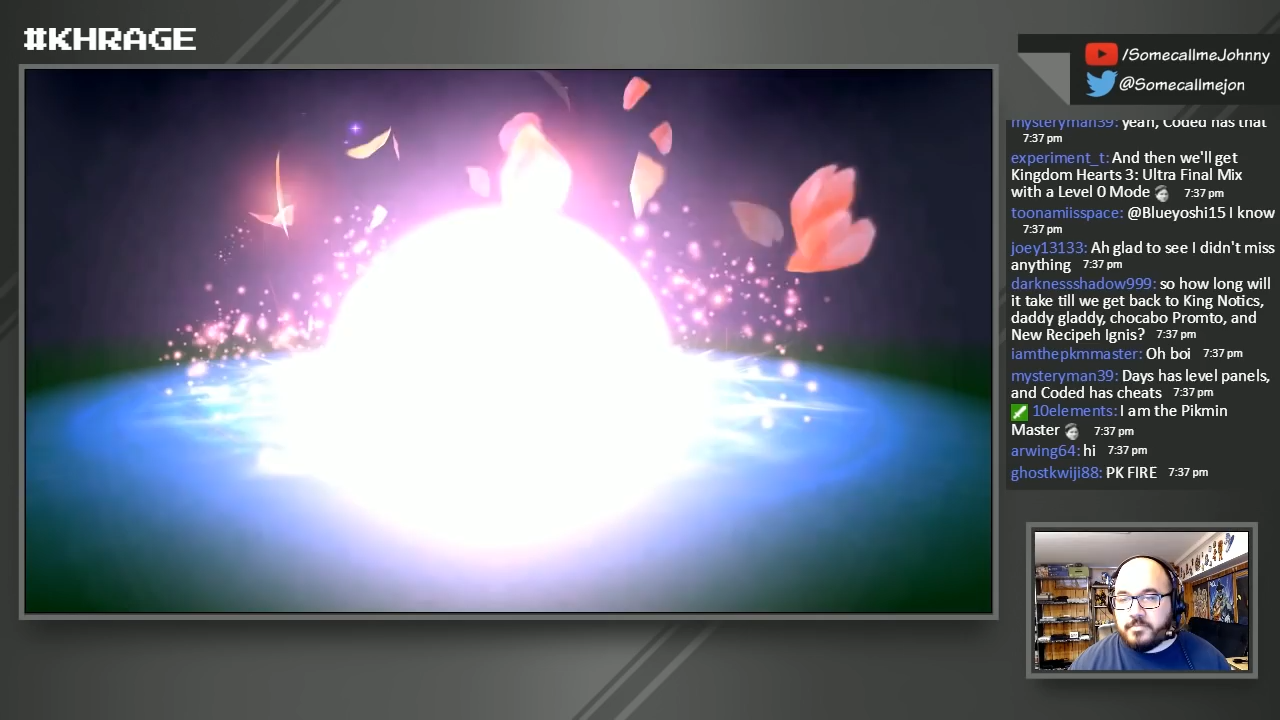 #KHRAGE
/SomecallmeJohnny
@Somecallmejon
mysteryman39: yeah, Coded has that
7:37 pm
experiment_t: And then we'll get
Kingdom Hearts 3: Ultra Final Mix
with a Level 0 Mode 7:37 pm
toonamiisspace: @Blueyoshi15 I know
7:37 pm
joey13133: Ah glad to see I didn't miss
anything 7:37 pm
darknessshadow999: so how long will
it take till we get back to King Notics,
daddy gladdy, chocabo Promto, and
New Recipeh Ignis? 7:37 pm
iamthepkmmaster: Oh boi 7:37 pm
mysteryman39: Days has level panels,
and Coded has cheats 7:37 pm
10elements: I am the Pikmin
Master 7:37 pm
arwing64: hi 7:37 pm
ghostkwiji88: PK FIRE 7:37 pm